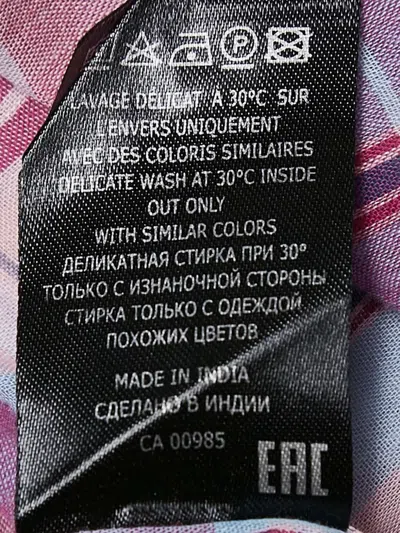 P
LAVAGE DELICAT A 30°C SUR
L'ENVERS UNIQUEMENT
AVEC DES COLORIS SIMILAIRES
DELICATE WASH AT 30°C INSIDE
OUT ONLY
WITH SIMILAR COLORS
ДЕЛИКАТНАЯ СТИРКА ПРИ 30°
ТОЛЬКО С ИЗНАНОЧНОЙ СТОРОНЫ
СТИРКА ТОЛЬКО С ОДЕЖДОЙ
ПОХОЖИХ ЦВЕТОВ
MADE IN INDIA
СДЕЛАНО В ИНДИИ
CA 00985
EAC